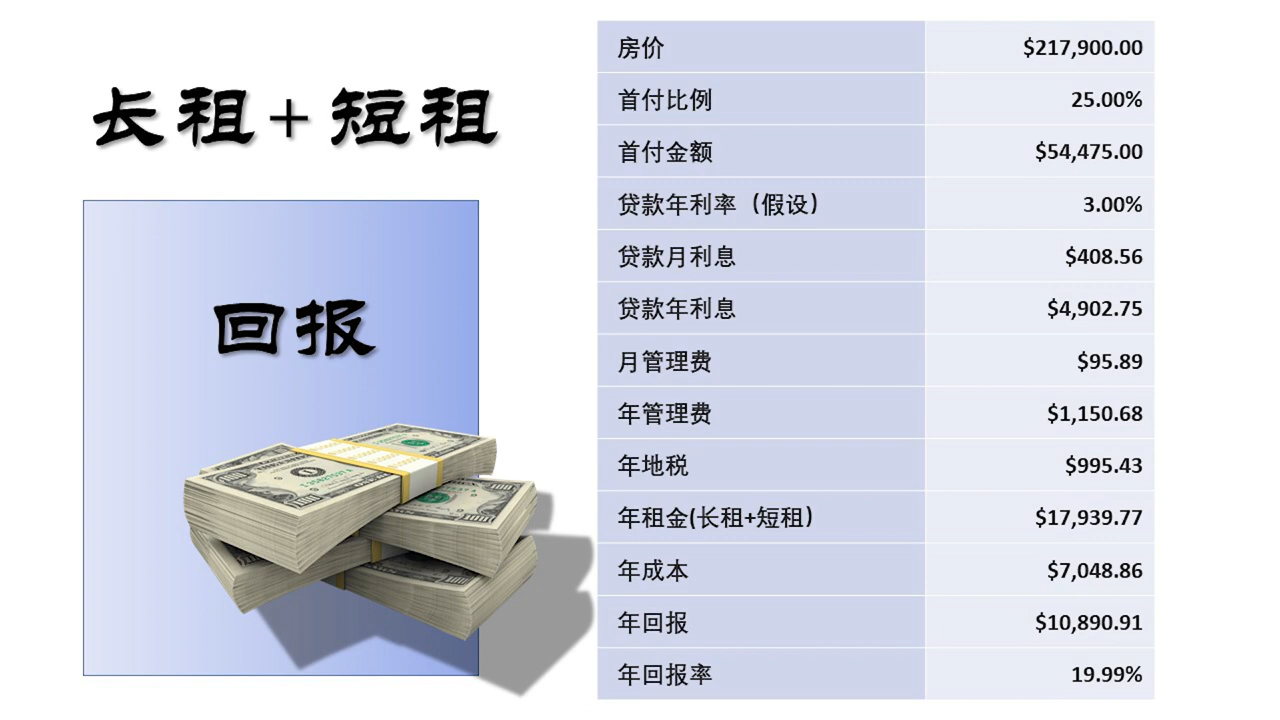 长租+短租
回报
房价 $217,900.00
首付比例 25.00%
首付金额 $54,475.00
贷款年利率（假设） 3.00%
贷款月利息 $408.56
贷款年利息 $4,902.75
月管理费 $95.89
年管理费 $1,150.68
年地税 $995.43
年租金(长租+短租） $17,939.77
年成本 $7,048.86
年回报 $10,890.91
年回报率 19.99%